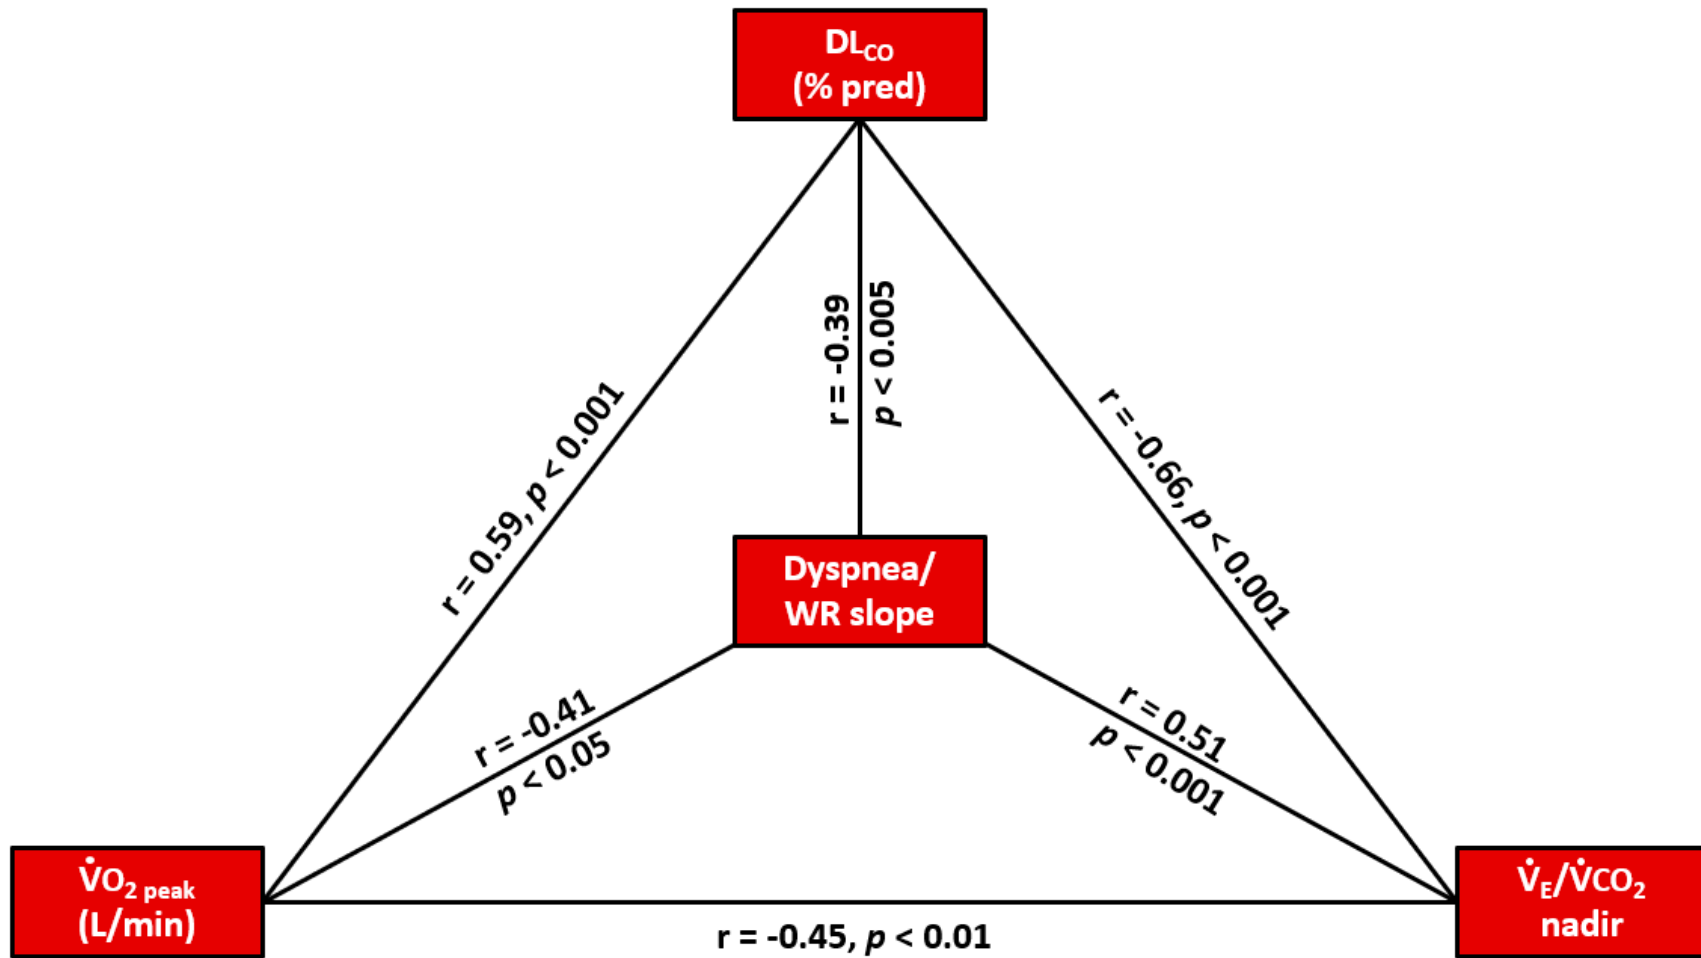 DLCO
(% pred)
r = -0.39
p < 0.005
r = 0.59, p < 0.001
r = -0.66, p < 0.001
Dyspnea/
WR slope
r = -0.41
p < 0.05
r = 0.51
p < 0.001
V̇O2 peak
(L/min)
V̇E/V̇CO2
nadir
r = -0.45, p < 0.01